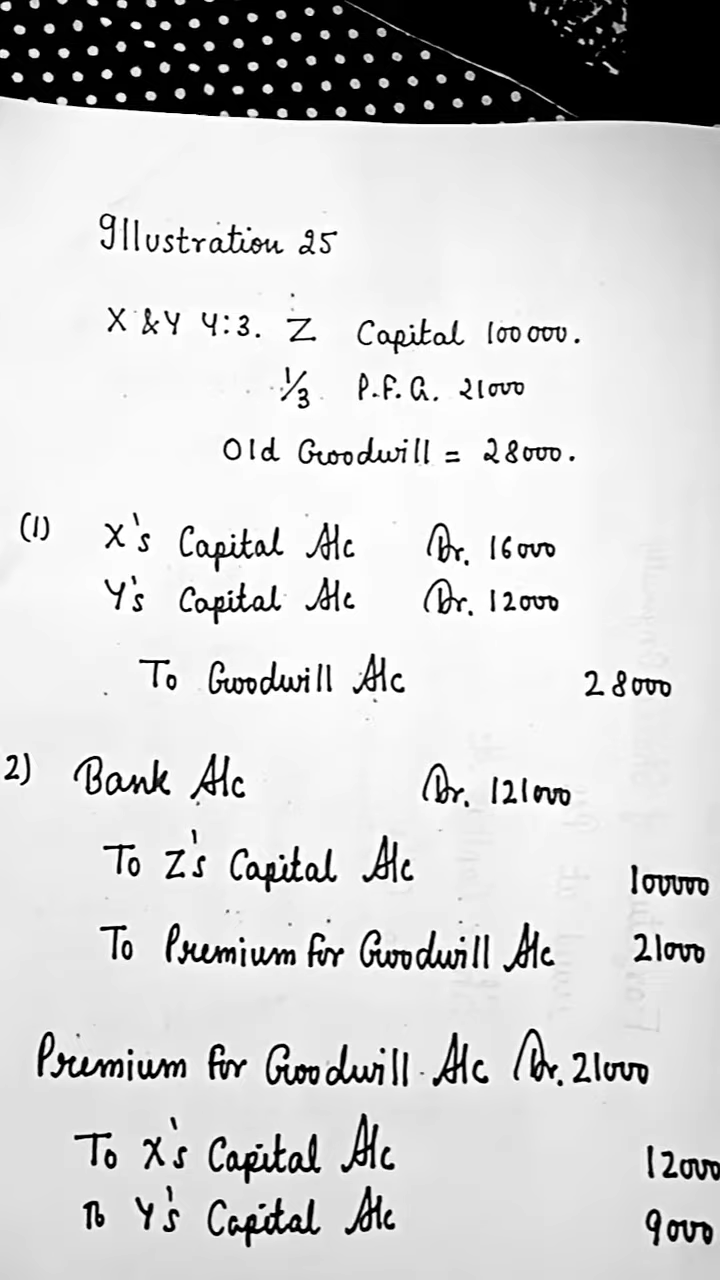 Illustration 25
X & Y 4:3. Z Capital 100000.
1/3 P.F.G. 21000
Old Goodwill = 28000.
(1) X's Capital A/c Dr. 16000
Y's Capital A/c Dr. 12000
To Goodwill A/c 28000
2) Bank A/c Dr. 121000
To Z's Capital A/c 100000
To Premium for Goodwill A/c 21000
Premium for Goodwill A/c Dr. 21000
To X's Capital A/c 12000
To Y's Capital A/c 9000